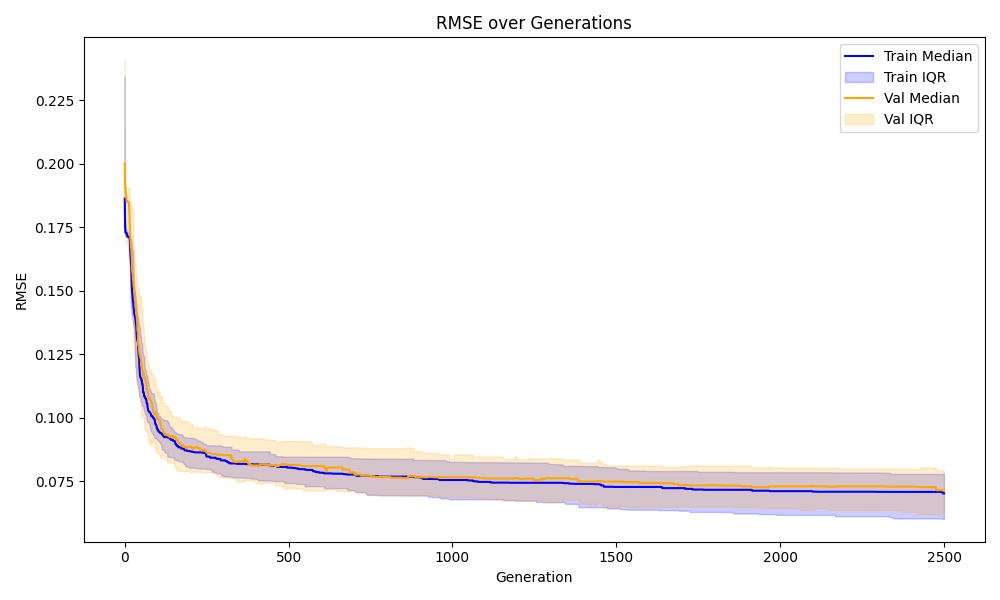 RMSE over Generations
Train Median
Train IQR
Val Median
Val IQR
RMSE
0.225
0.200
0.175
0.150
0.125
0.100
0.075
0 500 1000 1500 2000 2500
Generation